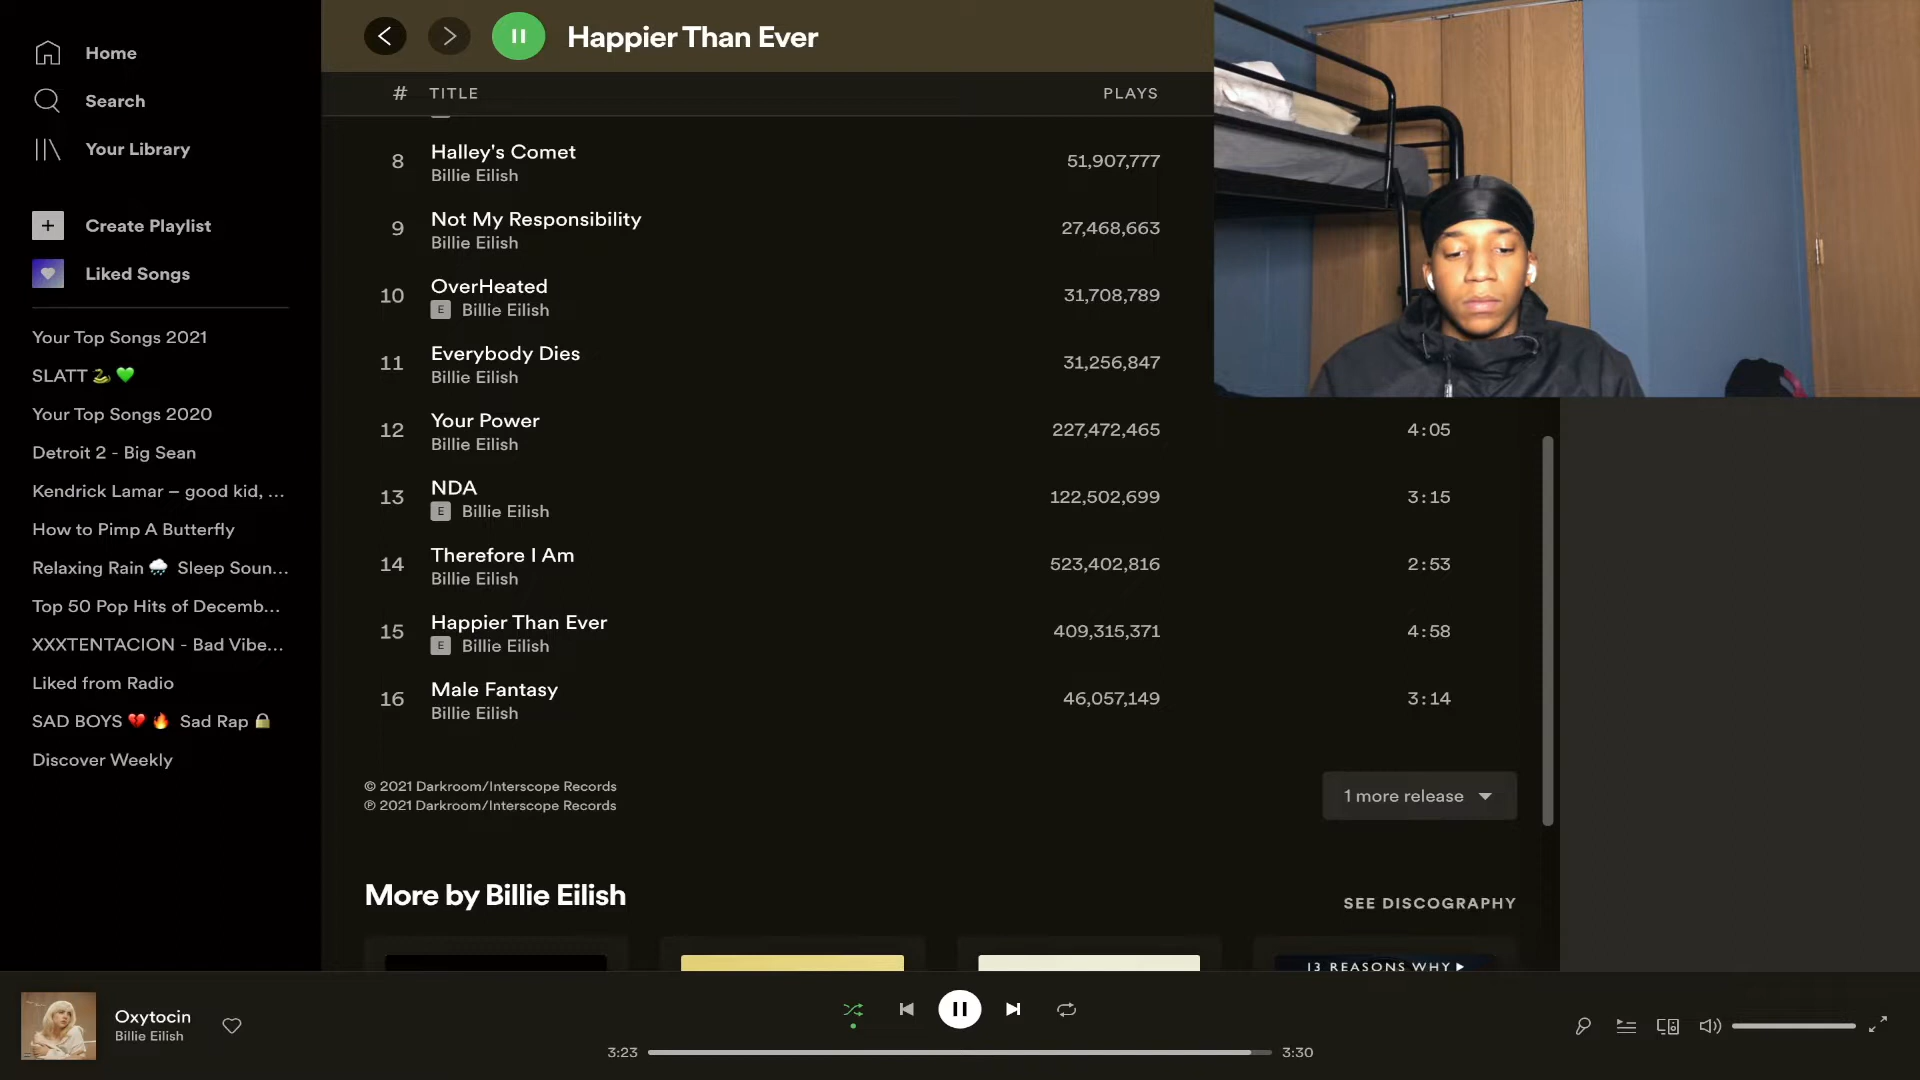 Home
Search
Your Library
Create Playlist
Liked Songs
Your Top Songs 2021
SLATT 🐍 💚
Your Top Songs 2020
Detroit 2 - Big Sean
Kendrick Lamar – good kid, ...
How to Pimp A Butterfly
Relaxing Rain 🌧 Sleep Soun...
Top 50 Pop Hits of Decemb...
XXXTENTACION - Bad Vibe...
Liked from Radio
SAD BOYS 💔 🔥 Sad Rap 🔒
Discover Weekly
Happier Than Ever
# TITLE PLAYS
8 Halley's Comet 51,907,777
Billie Eilish
9 Not My Responsibility 27,468,663
Billie Eilish
10 OverHeated 31,708,789
E Billie Eilish
11 Everybody Dies 31,256,847
Billie Eilish
12 Your Power 227,472,465 4:05
Billie Eilish
13 NDA 122,502,699 3:15
E Billie Eilish
14 Therefore I Am 523,402,816 2:53
Billie Eilish
15 Happier Than Ever 409,315,371 4:58
E Billie Eilish
16 Male Fantasy 46,057,149 3:14
Billie Eilish
© 2021 Darkroom/Interscope Records
℗ 2021 Darkroom/Interscope Records
1 more release
More by Billie Eilish
SEE DISCOGRAPHY
13 REASONS WHY
Oxytocin
Billie Eilish
3:23 3:30